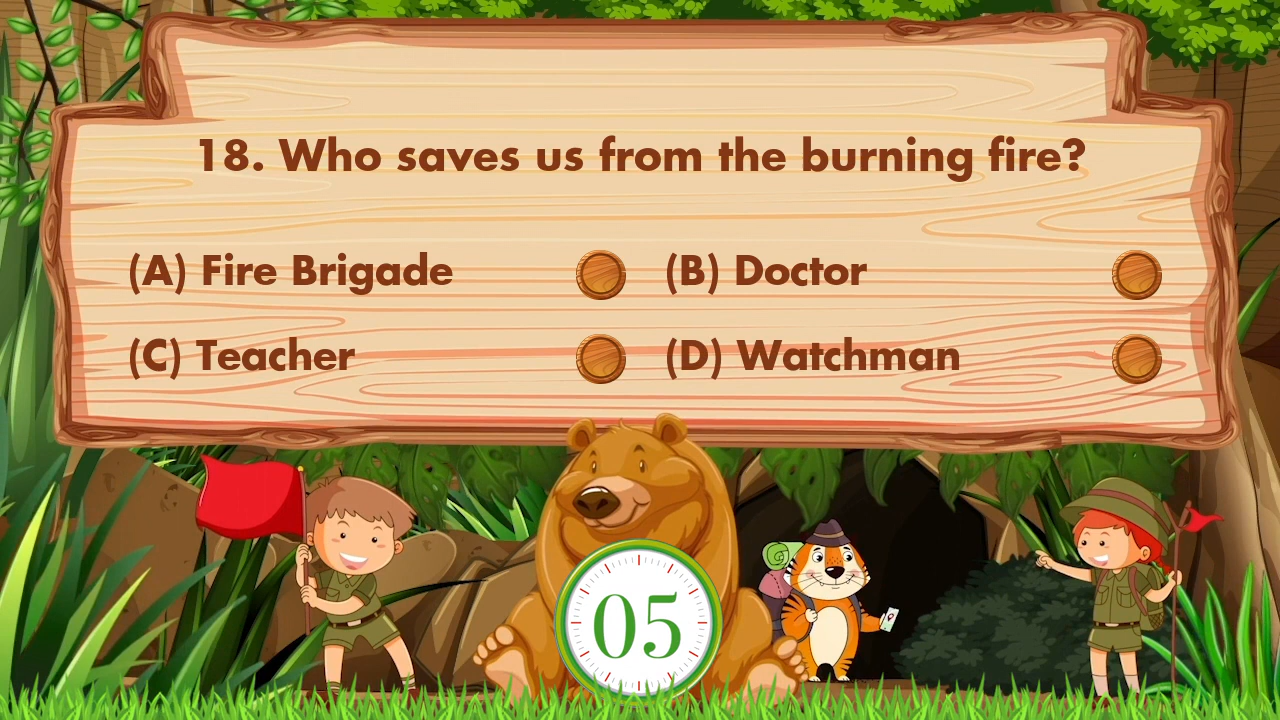 18. Who saves us from the burning fire?
(A) Fire Brigade (B) Doctor
(C) Teacher (D) Watchman
05